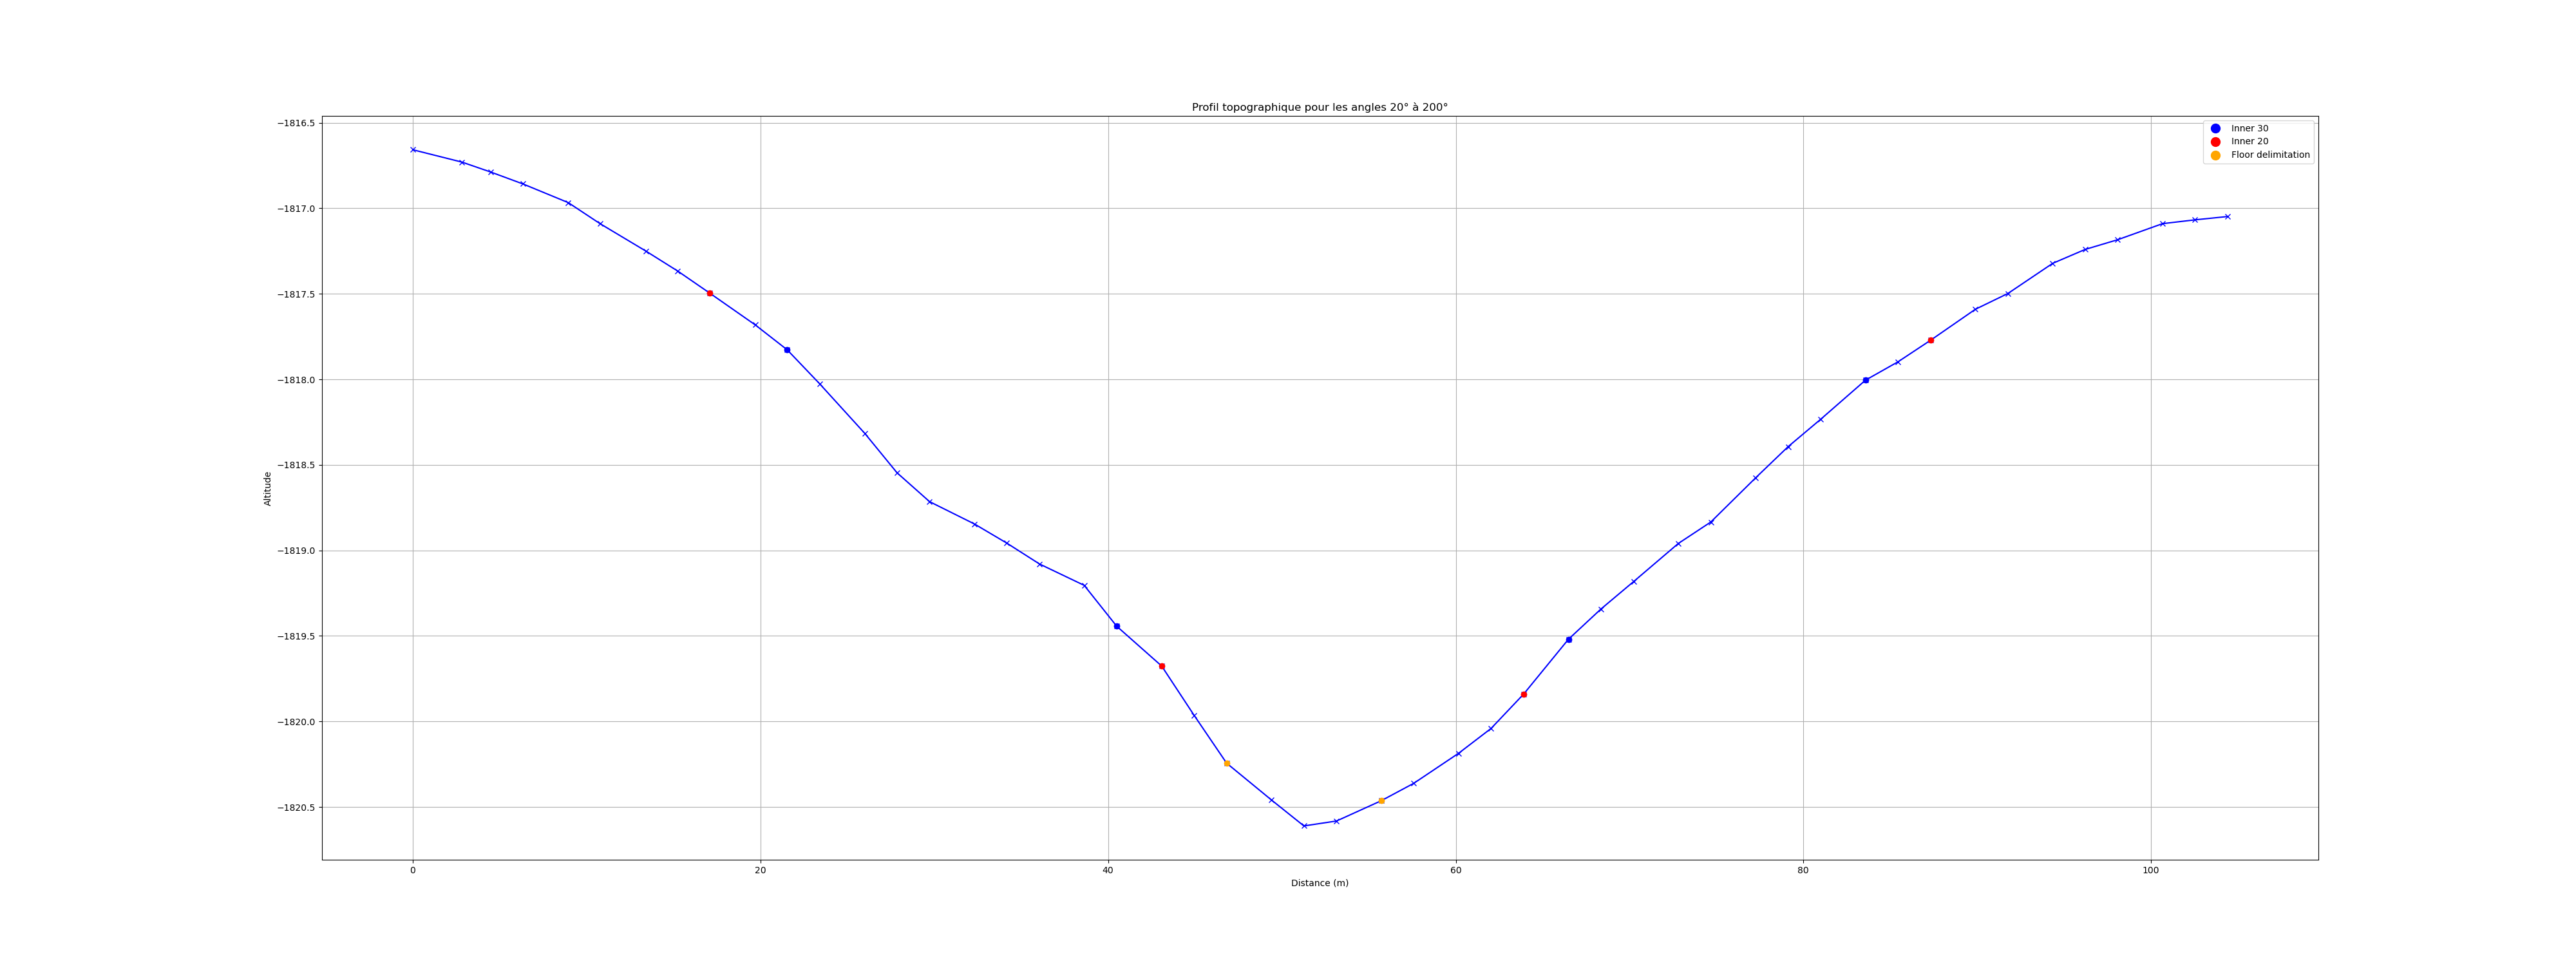 Profil topographique pour les angles 20° à 200°
Inner 30
Inner 20
Floor delimitation
−1816.5
−1817.0
−1817.5
−1818.0
−1818.5
−1819.0
−1819.5
−1820.0
−1820.5
Altitude
0 20 40 60 80 100
Distance (m)